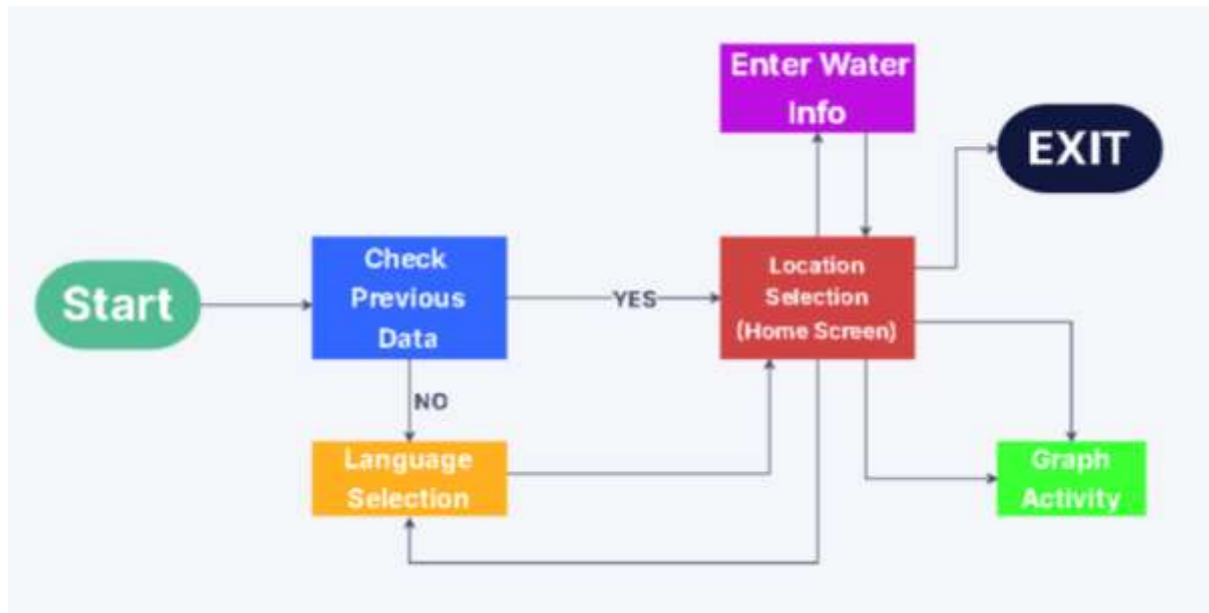 Enter Water
Info
EXIT
Check
Previous
Data
Location
Selection
(Home Screen)
Start
YES
NO
Language
Selection
Graph
Activity